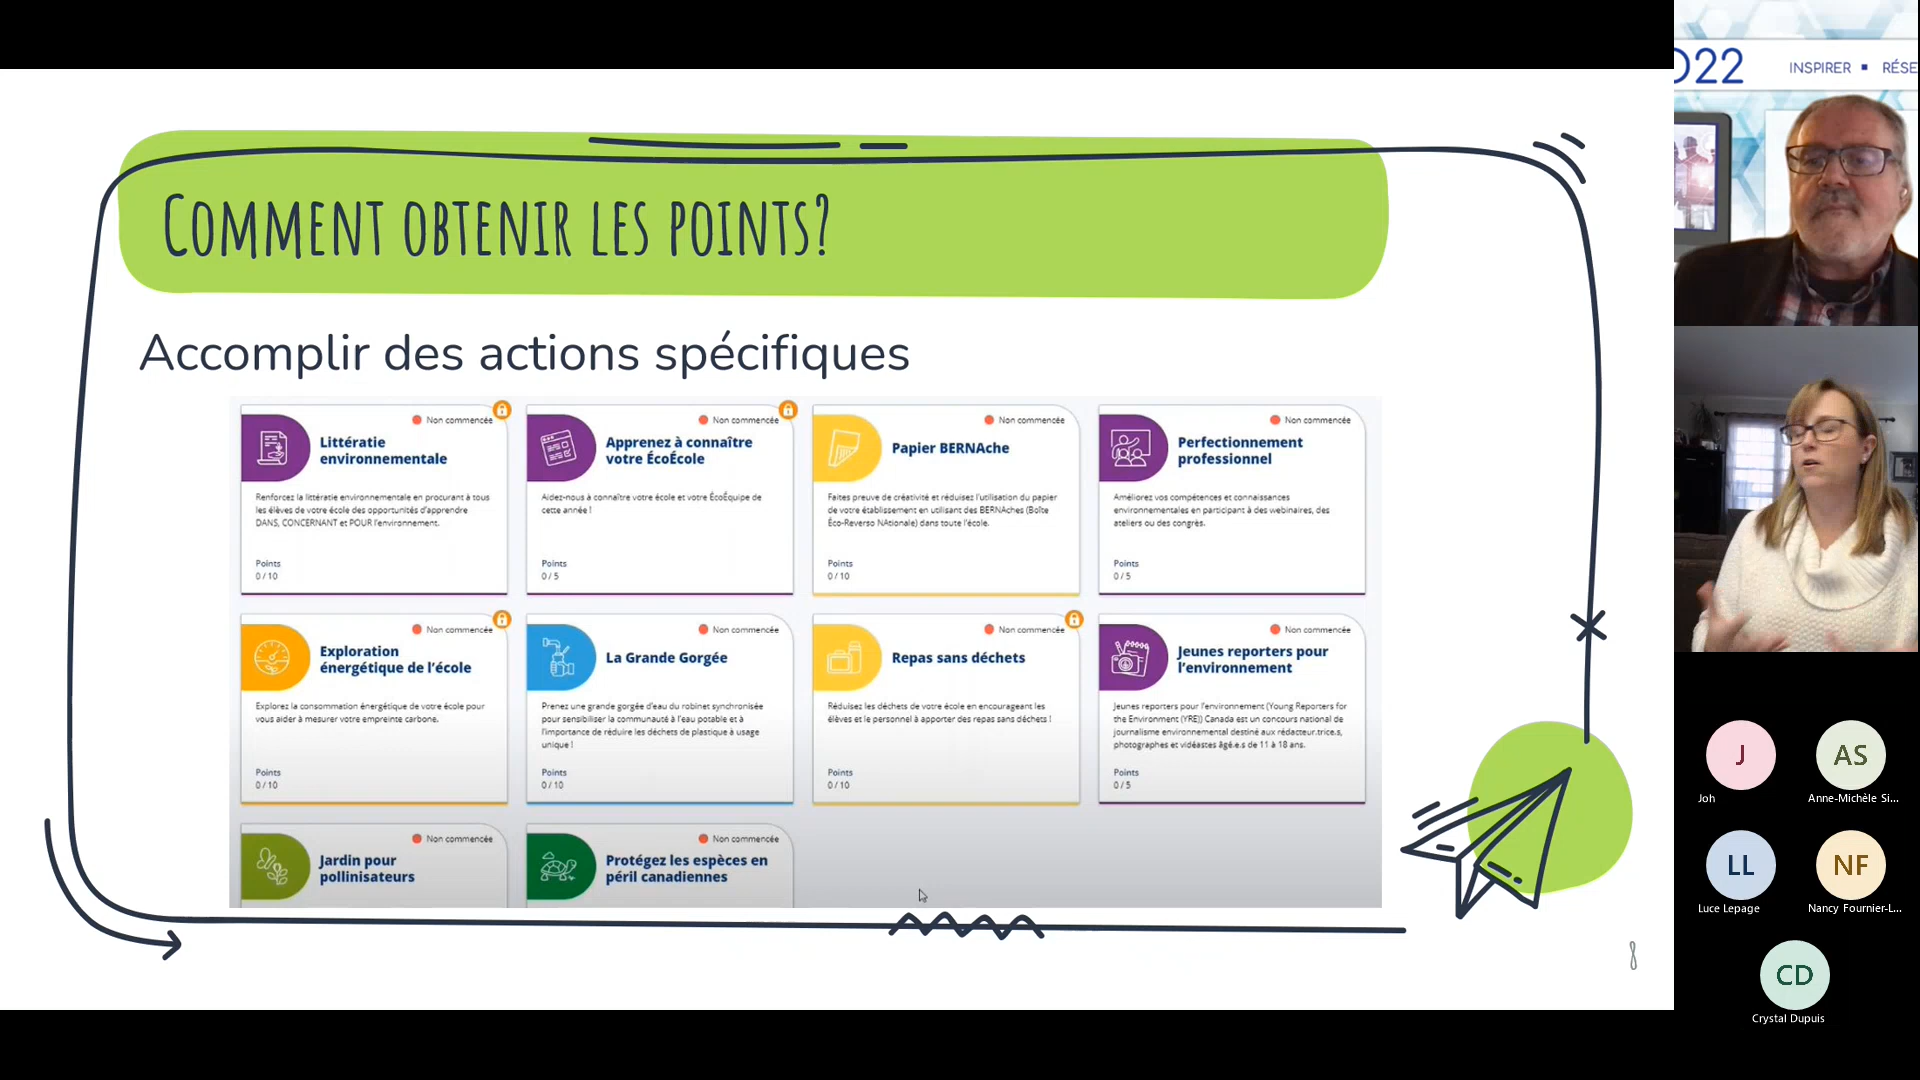 COMMENT OBTENIR LES POINTS?
Accomplir des actions spécifiques
Non commencée
Littératie
environnementale
Renforcez la littératie environnementale en procurant à tous
les élèves de votre école des opportunités d'apprendre
DANS, CONCERNANT et POUR l'environnement.
Points
0 / 10
Non commencée
Apprenez à connaître
votre ÉcoÉcole
Aidez-nous à connaître votre école et votre ÉcoÉquipe de
cette année !
Points
0 / 5
Non commencée
Papier BERNAche
Faites preuve de créativité et réduisez l'utilisation du papier
de votre établissement en utilisant des BERNAches (Boîte
Éco-Reverso NAtionale) dans toute l'école.
Points
0 / 10
Non commencée
Perfectionnement
professionnel
Améliorez vos compétences et connaissances
environnementales en participant à des webinaires, des
ateliers ou des congrès.
Points
0 / 5
Non commencée
Exploration
énergétique de l'école
Explorez la consommation énergétique de votre école pour
vous aider à mesurer votre empreinte carbone.
Points
0 / 10
Non commencée
La Grande Gorgée
Prenez une grande gorgée d'eau du robinet synchronisée
pour sensibiliser la communauté à l'eau potable et à
l'importance de réduire les déchets de plastique à usage
unique !
Points
0 / 10
Non commencée
Repas sans déchets
Réduisez les déchets de votre école en encourageant les
élèves et le personnel à apporter des repas sans déchets !
Points
0 / 10
Non commencée
Jeunes reporters pour
l'environnement
Jeunes reporters pour l'environnement (Young Reporters for
the Environment (YRE)) Canada est un concours national de
journalisme environnemental destiné aux rédacteur.trice.s,
photographes et vidéastes âgé.e.s de 11 à 18 ans.
Points
0 / 5
Non commencée
Jardin pour
pollinisateurs
Non commencée
Protégez les espèces en
péril canadiennes
8
022
INSPIRER ▪ RÉSE
J
Joh
AS
Anne-Michèle Si...
LL
Luce Lepage
NF
Nancy Fournier-L...
CD
Crystal Dupuis